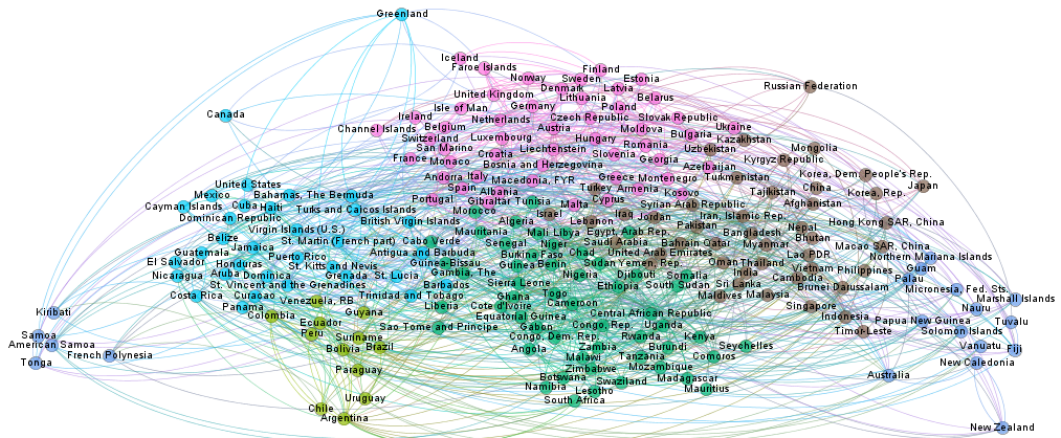 Greenland
Iceland
Faroe Islands
Finland
Norway
Sweden
Estonia
Denmark
Latvia
Russian Federation
United Kingdom
Lithuania
Belarus
Germany
Poland
Isle of Man
Canada
Ireland
Netherlands
Czech Republic
Slovak Republic
Channel Islands
Belgium
Austria
Moldova
Ukraine
Switzerland
Luxembourg
Hungary
Bulgaria
Kazakhstan
San Marino
Liechtenstein
Romania
Uzbekistan
Mongolia
France
Monaco
Croatia
Slovenia
Georgia
Kyrgyz Republic
Bosnia and Herzegovina
Azerbaijan
Andorra
Italy
Macedonia, FYR
Greece
Montenegro
Turkmenistan
Korea, Dem. People's Rep.
United States
Spain
Albania
Turkey
Armenia
Kosovo
Tajikistan
China
Korea, Rep.
Japan
Mexico
Bahamas, The
Bermuda
Portugal
Gibraltar
Tunisia
Malta
Cyprus
Syrian Arab Republic
Afghanistan
Cayman Islands
Cuba
Haiti
Turks and Caicos Islands
Morocco
Israel
Iraq
Jordan
Iran, Islamic Rep.
Hong Kong SAR, China
Dominican Republic
British Virgin Islands
Algeria
Lebanon
Pakistan
Nepal
Virgin Islands (U.S.)
Mauritania
Mali
Libya
Egypt, Arab Rep.
Bangladesh
Bhutan
Belize
St. Martin (French part)
Cabo Verde
Senegal
Niger
Saudi Arabia
Bahrain
Qatar
Myanmar
Macao SAR, China
Guatemala
Jamaica
Puerto Rico
Antigua and Barbuda
Burkina Faso
Chad
United Arab Emirates
Lao PDR
Northern Mariana Islands
El Salvador
Honduras
St. Kitts and Nevis
Guinea-Bissau
Guinea
Benin
Sudan
Yemen, Rep.
Oman
Thailand
Vietnam
Philippines
Guam
Nicaragua
Aruba
Dominica
Grenada
St. Lucia
Gambia, The
Nigeria
Djibouti
Somalia
India
Cambodia
Palau
St. Vincent and the Grenadines
Barbados
Sierra Leone
Ethiopia
South Sudan
Sri Lanka
Brunei Darussalam
Micronesia, Fed. Sts.
Costa Rica
Curacao
Trinidad and Tobago
Ghana
Togo
Maldives
Malaysia
Marshall Islands
Panama
Venezuela, RB
Liberia
Cote d'Ivoire
Cameroon
Singapore
Nauru
Kiribati
Colombia
Guyana
Equatorial Guinea
Central African Republic
Indonesia
Papua New Guinea
Tuvalu
Ecuador
Sao Tome and Principe
Gabon
Congo, Rep.
Uganda
Timor-Leste
Solomon Islands
Samoa
Peru
Suriname
Congo, Dem. Rep.
Rwanda
Kenya
American Samoa
Bolivia
Brazil
Angola
Zambia
Burundi
Seychelles
Vanuatu
Fiji
French Polynesia
Malawi
Tanzania
Comoros
Tonga
Paraguay
Zimbabwe
Mozambique
New Caledonia
Botswana
Swaziland
Madagascar
Australia
Namibia
Lesotho
Mauritius
Uruguay
South Africa
Chile
Argentina
New Zealand